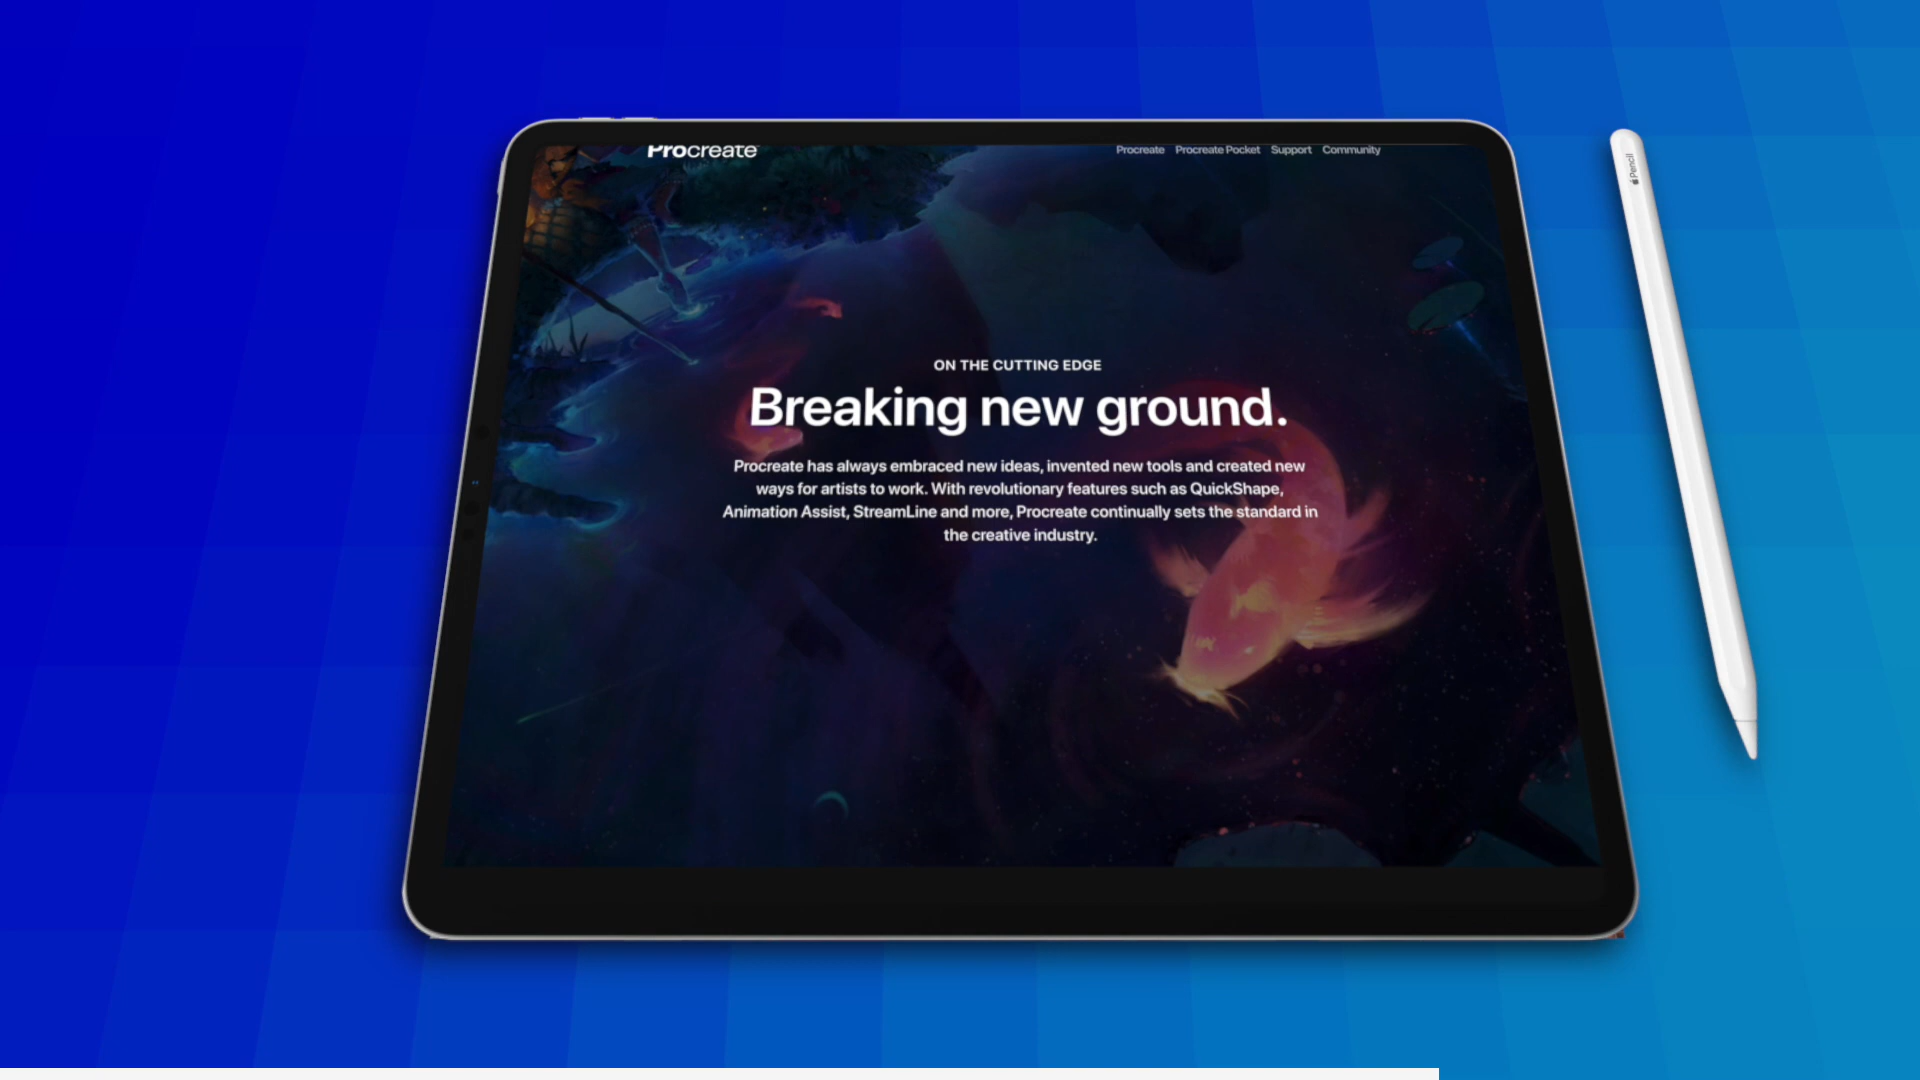 Procreate
Procreate Procreate Pocket Support Community
Pencil
ON THE CUTTING EDGE
Breaking new ground.
Procreate has always embraced new ideas, invented new tools and created new
ways for artists to work. With revolutionary features such as QuickShape,
Animation Assist, StreamLine and more, Procreate continually sets the standard in
the creative industry.